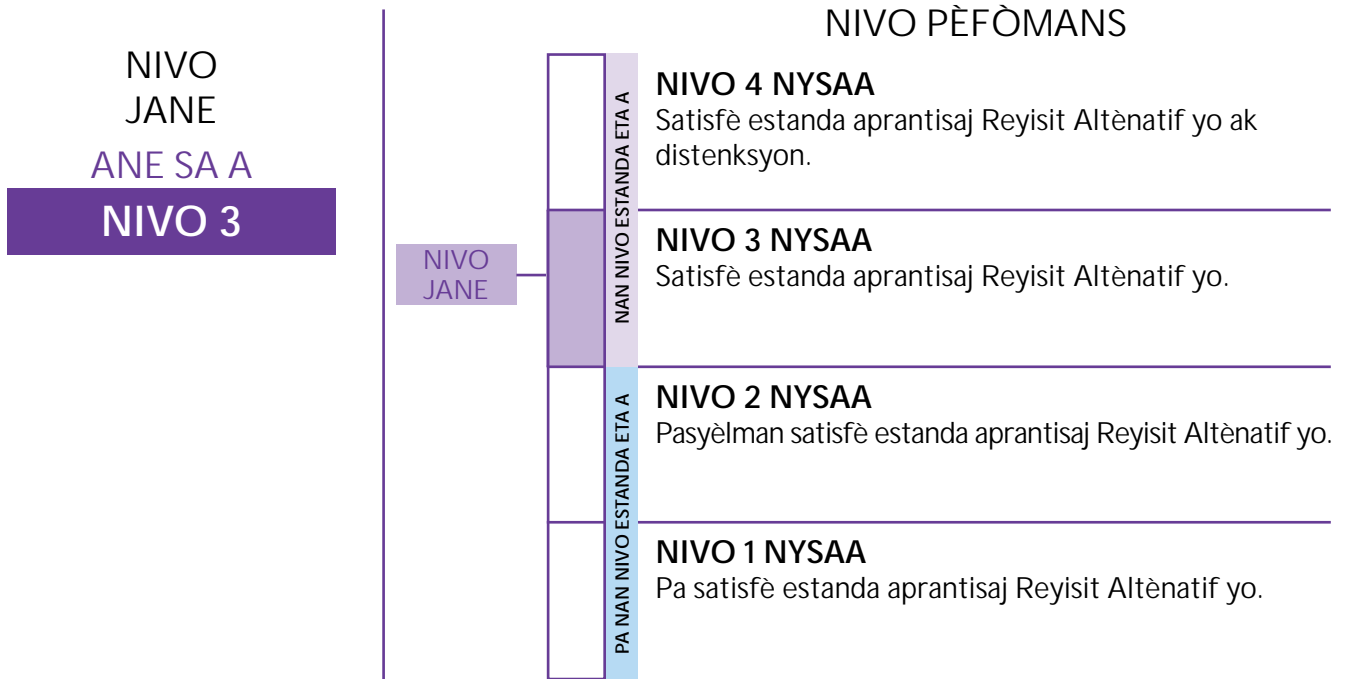 NIVO
JANE
ANE SA A
NIVO 3
NIVO PÈFÒMANS
NIVO
JANE
NAN NIVO ESTANDA ETA A
PA NAN NIVO ESTANDA ETA A
NIVO 4 NYSAA
Satisfè estanda aprantisaj Reyisit Altènatif yo ak
distenksyon.
NIVO 3 NYSAA
Satisfè estanda aprantisaj Reyisit Altènatif yo.
NIVO 2 NYSAA
Pasyèlman satisfè estanda aprantisaj Reyisit Altènatif yo.
NIVO 1 NYSAA
Pa satisfè estanda aprantisaj Reyisit Altènatif yo.